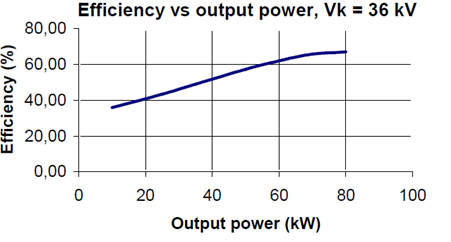 Efficiency vs output power, Vk = 36 kV
80,00
60,00
40,00
20,00
0,00
Efficiency (%)
0 20 40 60 80 100
Output power (kW)